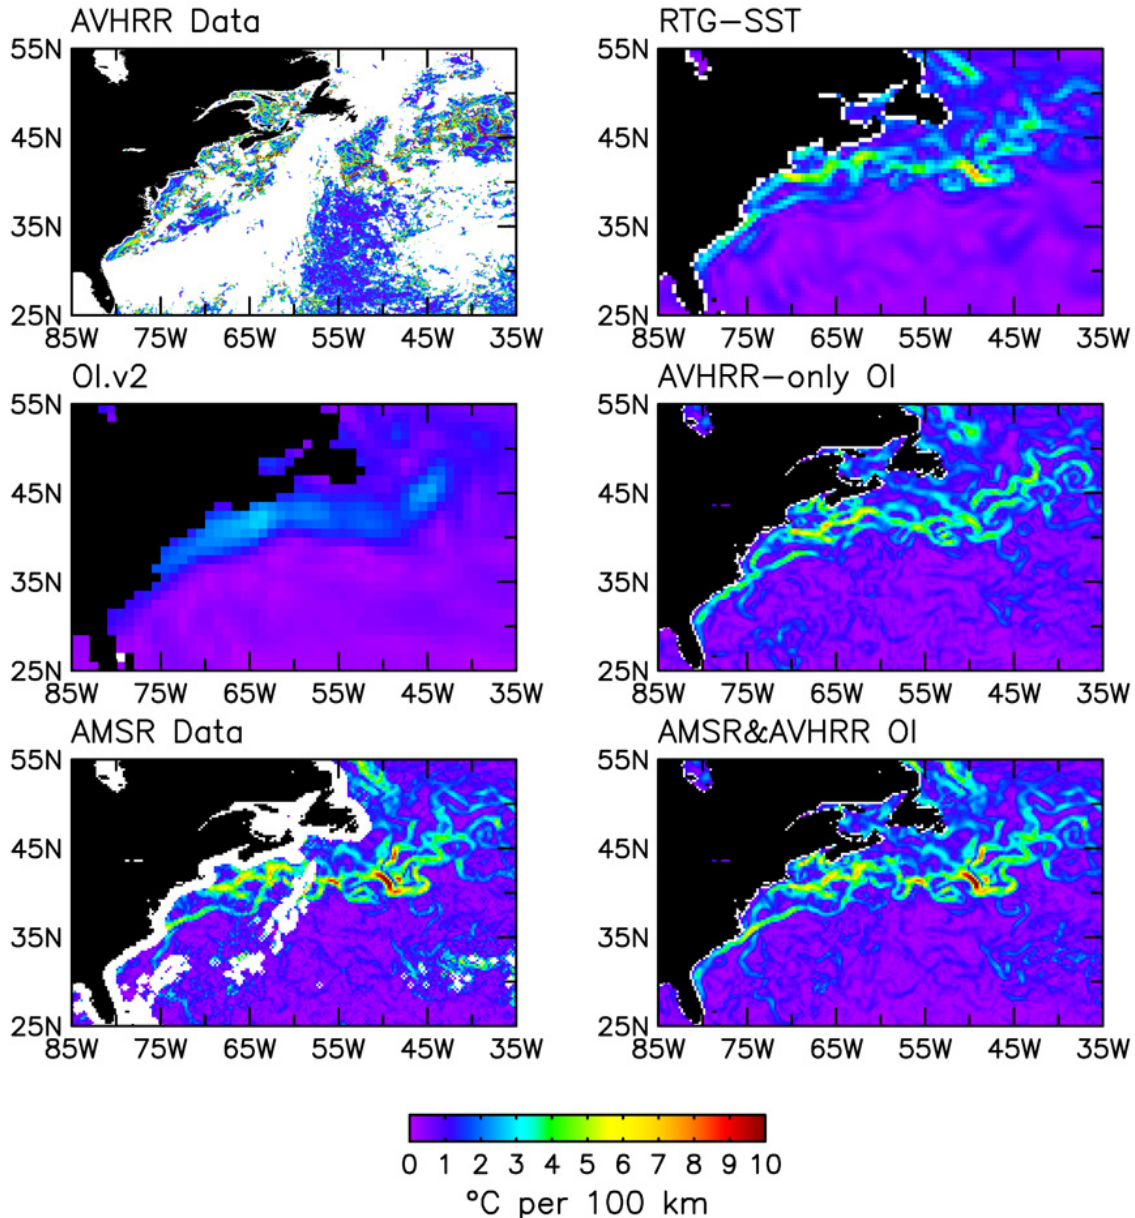 AVHRR Data
RTG-SST
55N
45N
35N
25N
85W 75W 65W 55W 45W 35W
55N
45N
35N
25N
85W 75W 65W 55W 45W 35W
OI.v2
AVHRR-only OI
55N
45N
35N
25N
85W 75W 65W 55W 45W 35W
55N
45N
35N
25N
85W 75W 65W 55W 45W 35W
AMSR Data
AMSR&AVHRR OI
55N
45N
35N
25N
85W 75W 65W 55W 45W 35W
55N
45N
35N
25N
85W 75W 65W 55W 45W 35W
0 1 2 3 4 5 6 7 8 9 10
°C per 100 km